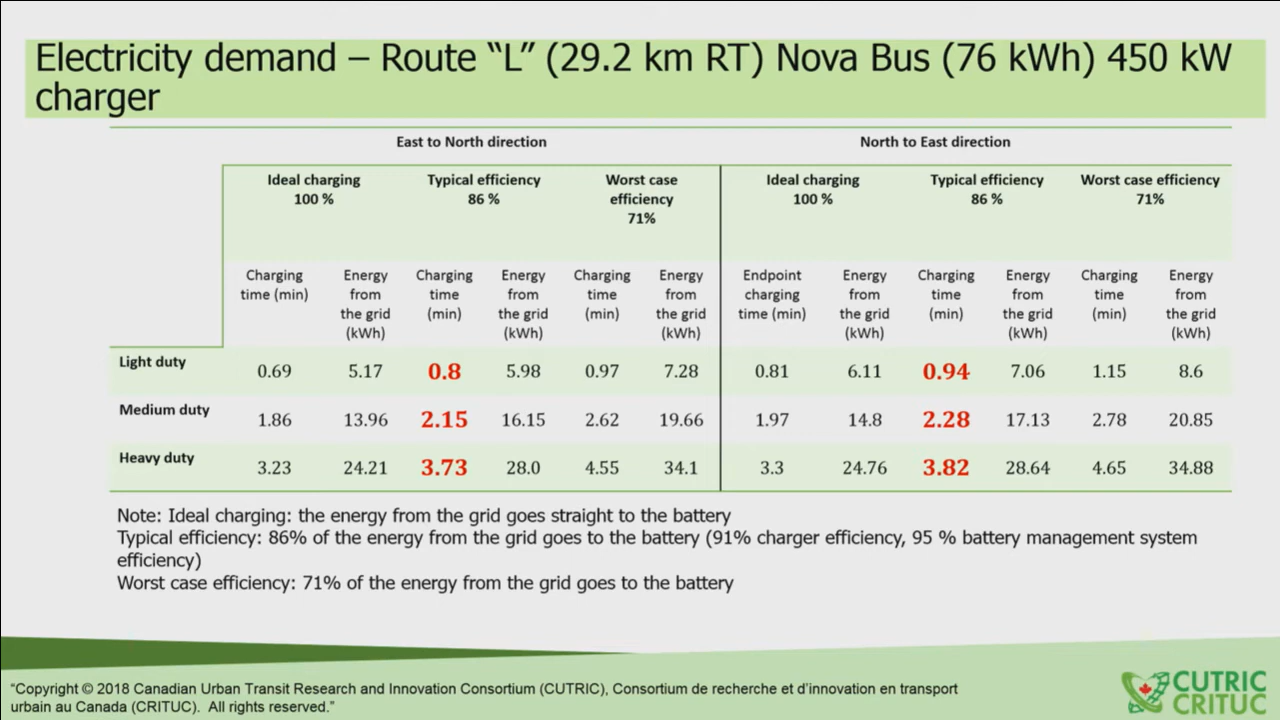 Electricity demand – Route “L” (29.2 km RT) Nova Bus (76 kWh) 450 kW
charger
East to North direction North to East direction
Ideal charging Typical efficiency Worst case Ideal charging Typical efficiency Worst case efficiency
100 % 86 % efficiency 100 % 86 % 71%
71%
Charging Energy Charging Energy Charging Energy Endpoint Energy Charging Energy Charging Energy
time (min) from time from time from charging from time from time from
the grid (min) the grid (min) the grid time (min) the grid (min) the grid (min) the grid
(kWh) (kWh) (kWh) (kWh) (kWh) (kWh)
Light duty 0.69 5.17 0.8 5.98 0.97 7.28 0.81 6.11 0.94 7.06 1.15 8.6
Medium duty 1.86 13.96 2.15 16.15 2.62 19.66 1.97 14.8 2.28 17.13 2.78 20.85
Heavy duty 3.23 24.21 3.73 28.0 4.55 34.1 3.3 24.76 3.82 28.64 4.65 34.88
Note: Ideal charging: the energy from the grid goes straight to the battery
Typical efficiency: 86% of the energy from the grid goes to the battery (91% charger efficiency, 95 % battery management system
efficiency)
Worst case efficiency: 71% of the energy from the grid goes to the battery
“Copyright © 2018 Canadian Urban Transit Research and Innovation Consortium (CUTRIC), Consortium de recherche et d’innovation en transport
urbain au Canada (CRITUC). All rights reserved.”
CUTRIC
CRITUC